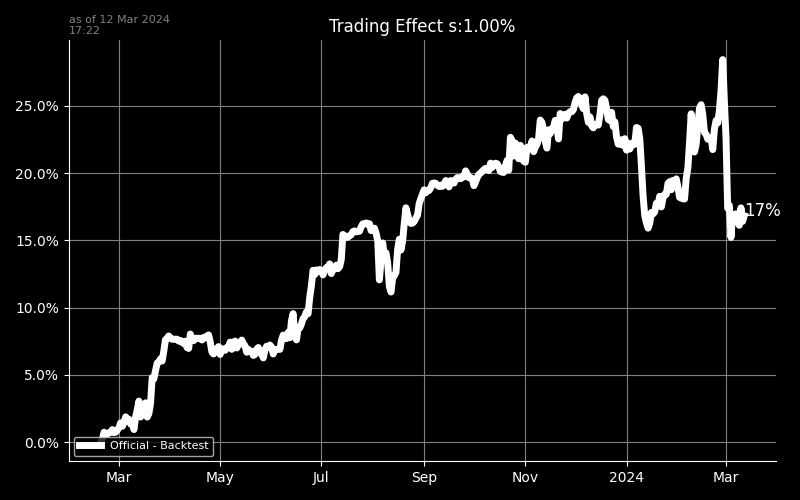 as of 12 Mar 2024
17:22
Trading Effect s:1.00%
25.0%
20.0%
15.0%
10.0%
5.0%
0.0%
17%
Official - Backtest
Mar May Jul Sep Nov 2024 Mar